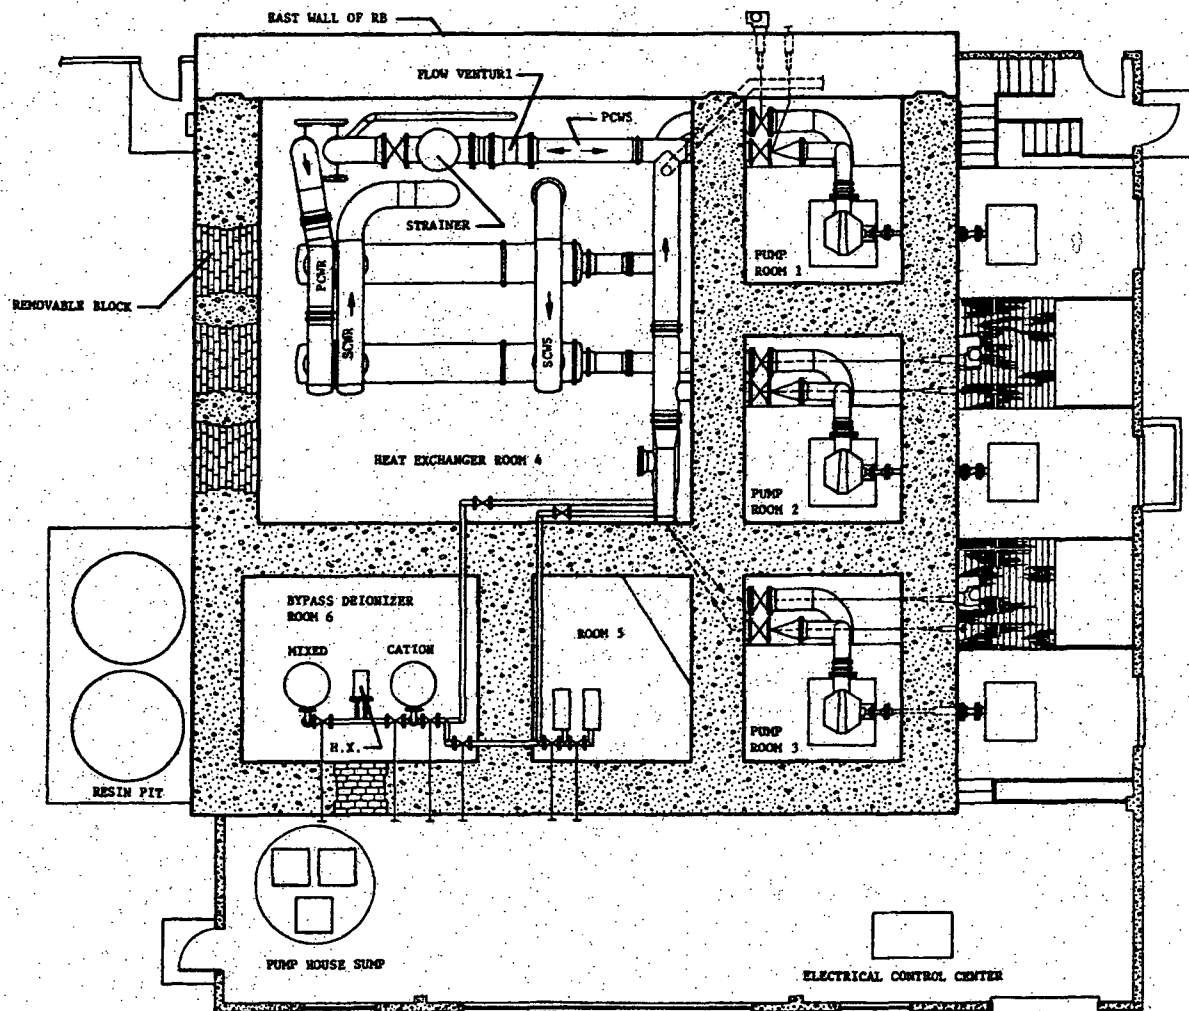 EAST WALL OF RB
FLOW VENTURI
PCWS
STRAINER
PUMP
ROOM 1
REMOVABLE BLOCK
PCWR
SCWR
SCWS
HEAT EXCHANGER ROOM 4
PUMP
ROOM 2
BYPASS DEIONIZER
ROOM 6
ROOM 5
MIXED
CATION
H.X.
PUMP
ROOM 3
RESIN PIT
PUMP HOUSE SUMP
ELECTRICAL CONTROL CENTER